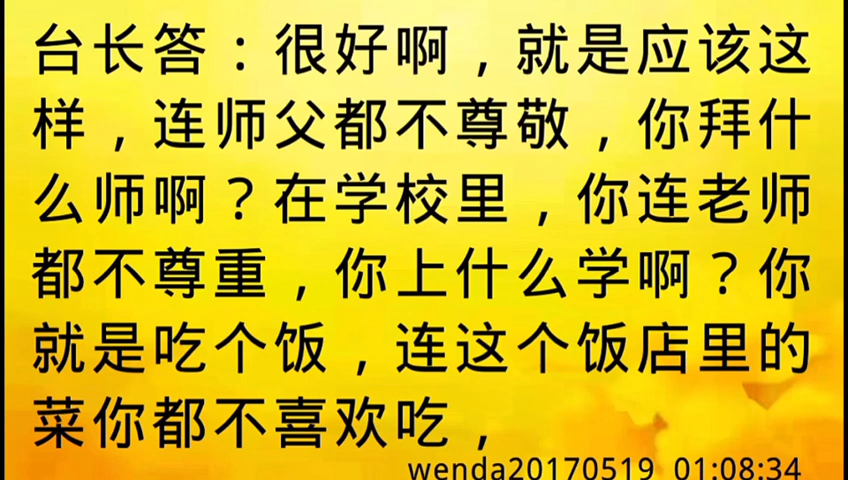 台长答：很好啊，就是应该这
样，连师父都不尊敬，你拜什
么师啊？在学校里，你连老师
都不尊重，你上什么学啊？你
就是吃个饭，连这个饭店里的
菜你都不喜欢吃，
wenda20170519 01:08:34